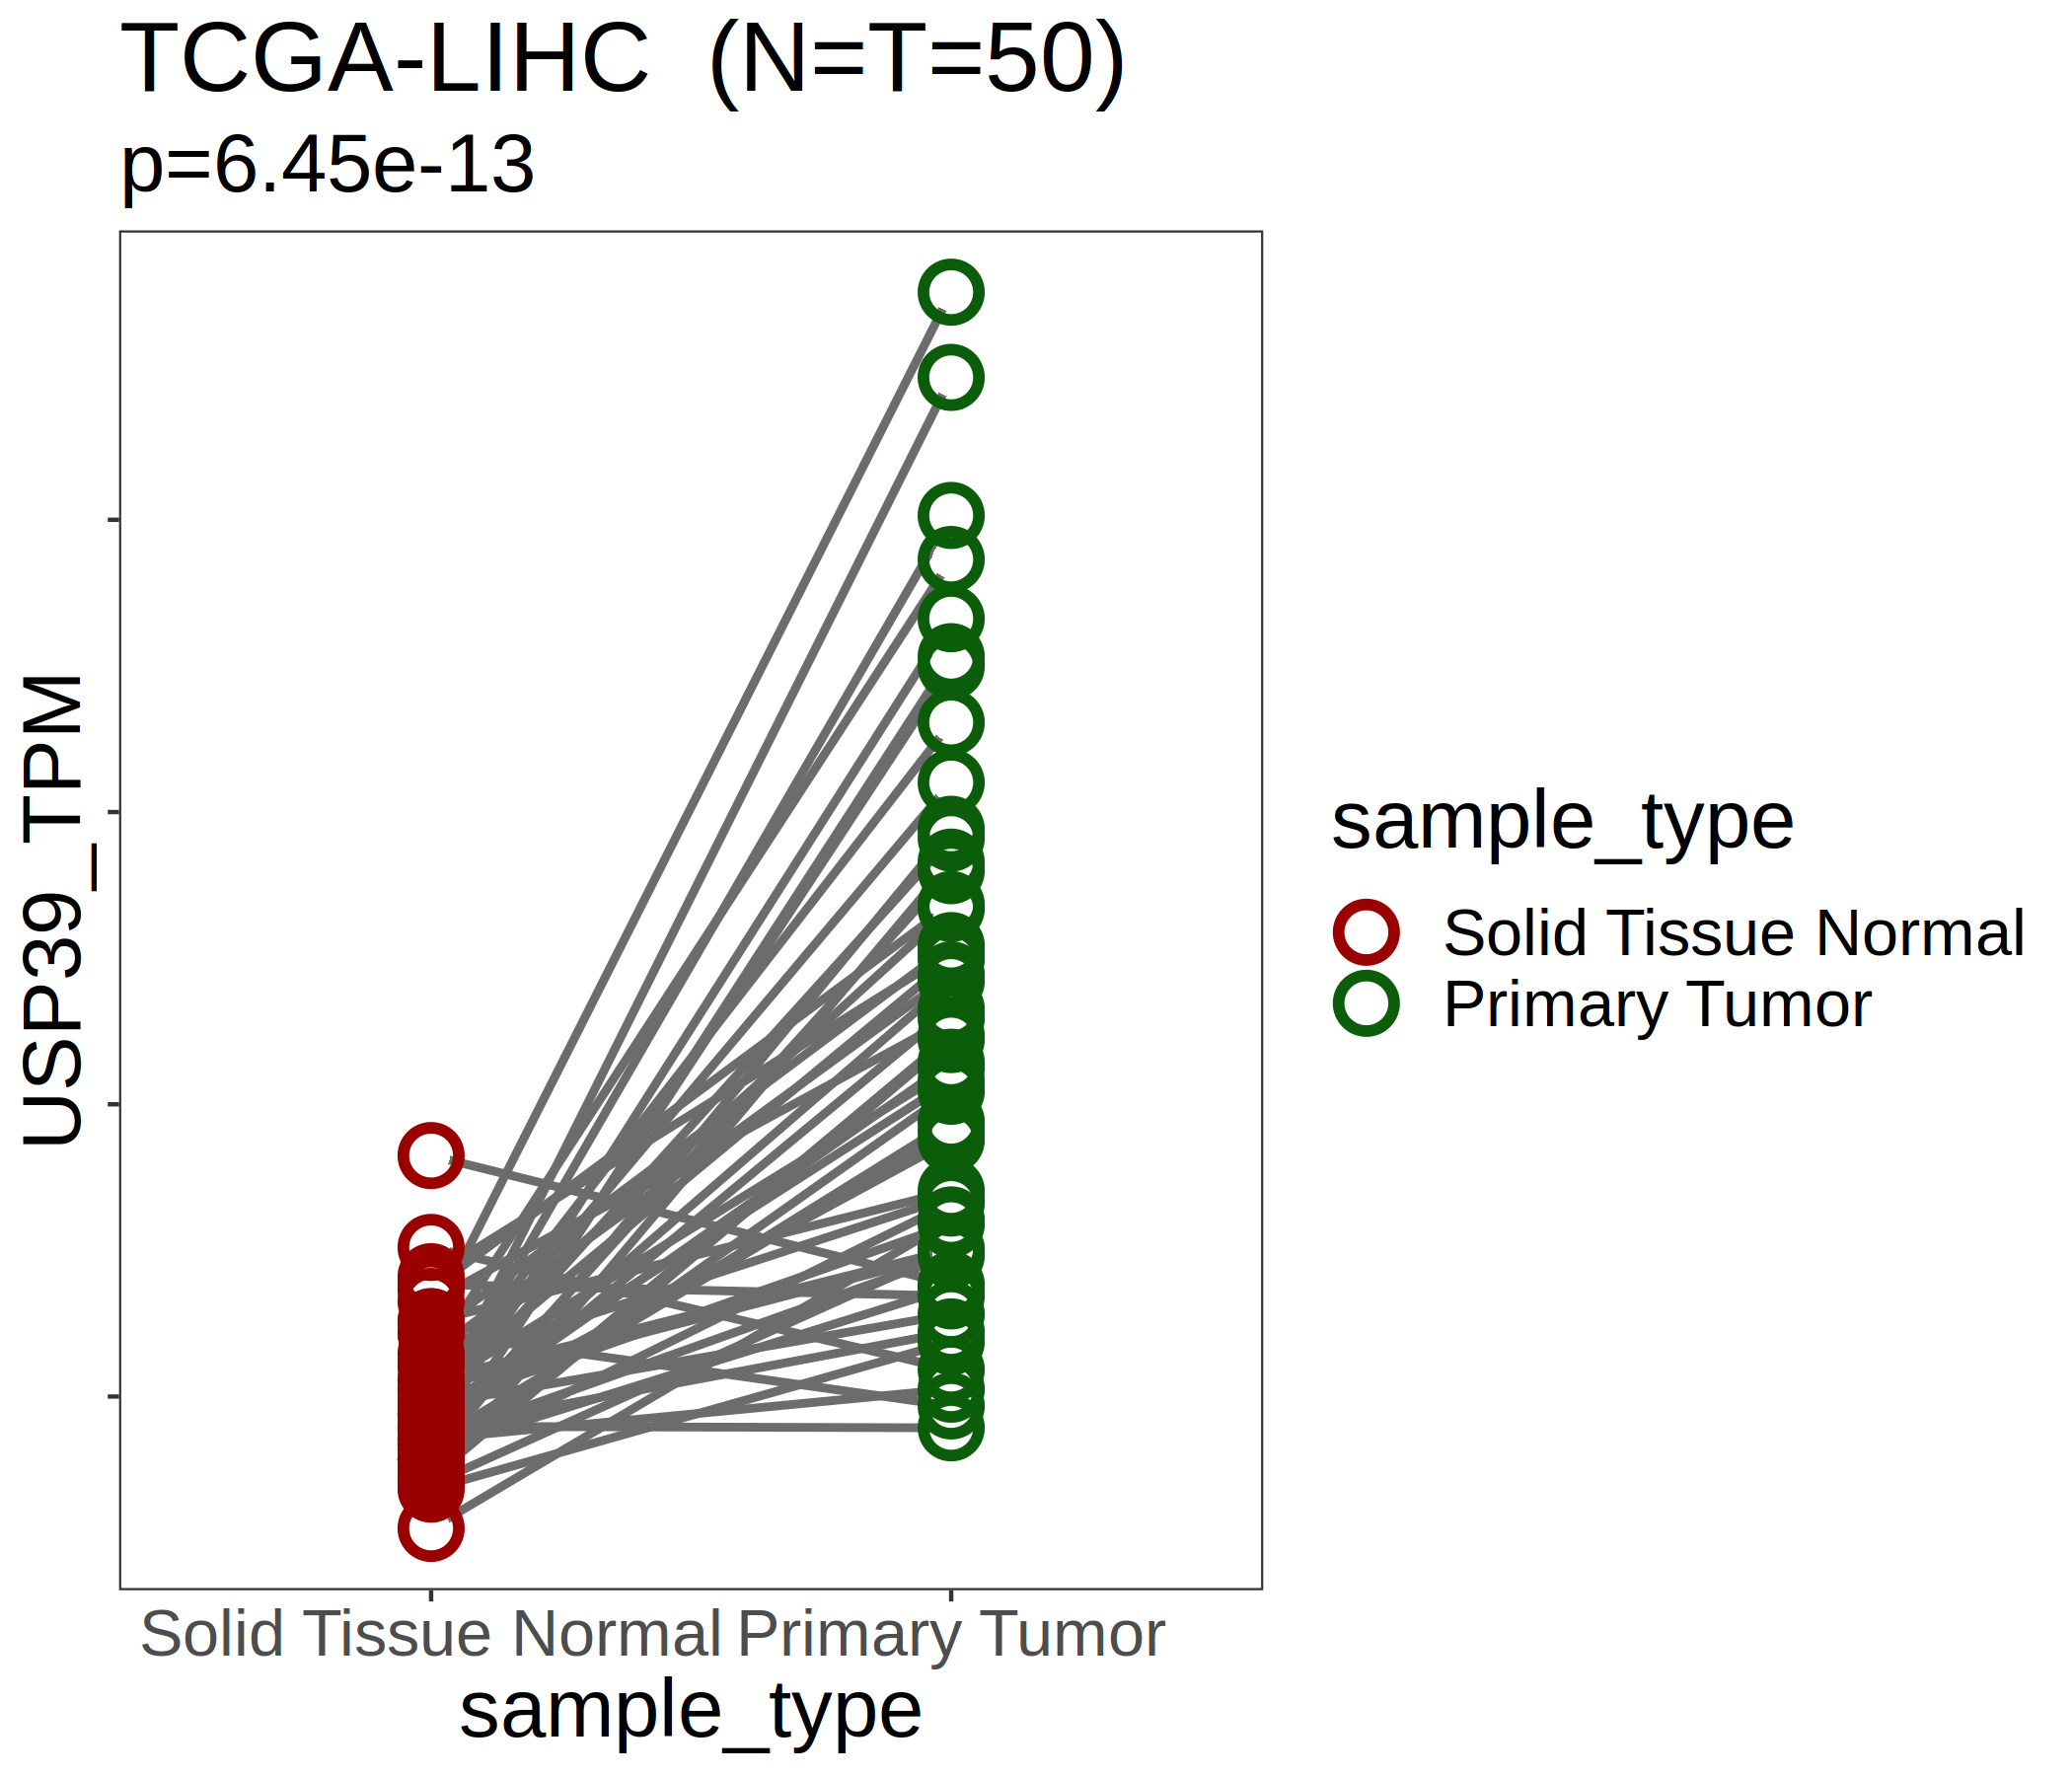 TCGA-LIHC (N=T=50)
p=6.45e-13
USP39_TPM
sample_type
Solid Tissue Normal
Primary Tumor
Solid Tissue Normal Primary Tumor
sample_type